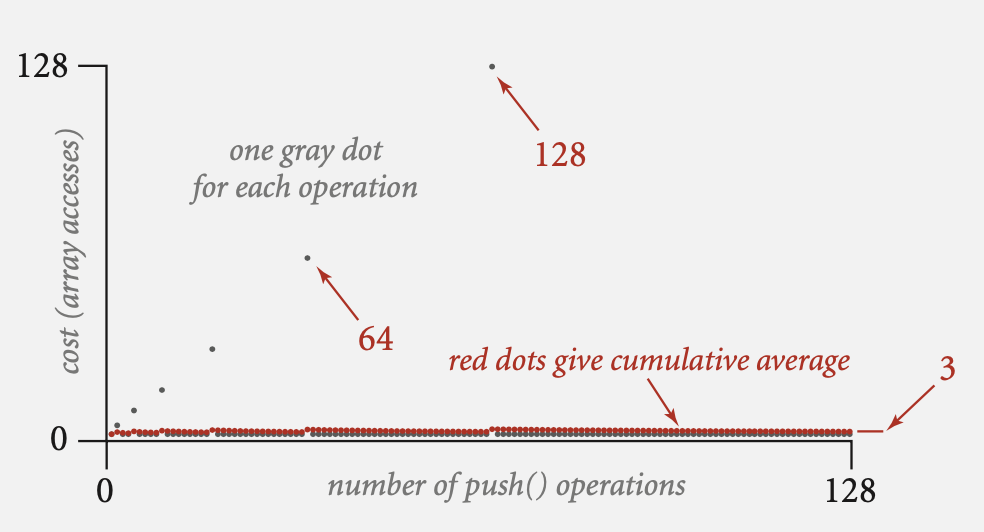 128
128
one gray dot
for each operation
64
red dots give cumulative average
3
cost (array accesses)
0
0
number of push() operations
128